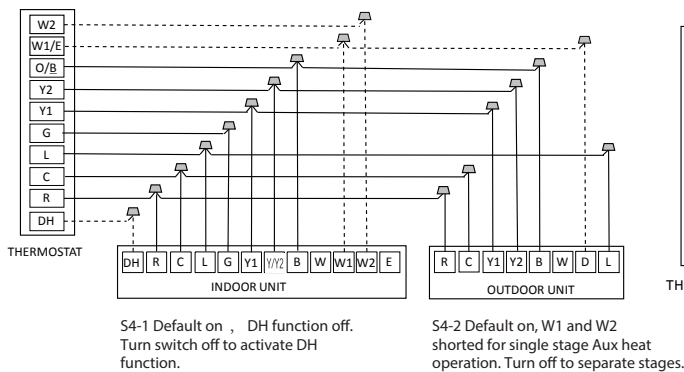 W2
W1/E
O/B
Y2
Y1
G
L
C
R
DH
THERMOSTAT
DH R C L G Y1 Y/Y2 B W W1 W2 E
INDOOR UNIT
R C Y1 Y2 B W D L
OUTDOOR UNIT
TH
S4-1 Default on , DH function off.
Turn switch off to activate DH
function.
S4-2 Default on, W1 and W2
shorted for single stage Aux heat
operation. Turn off to separate stages.